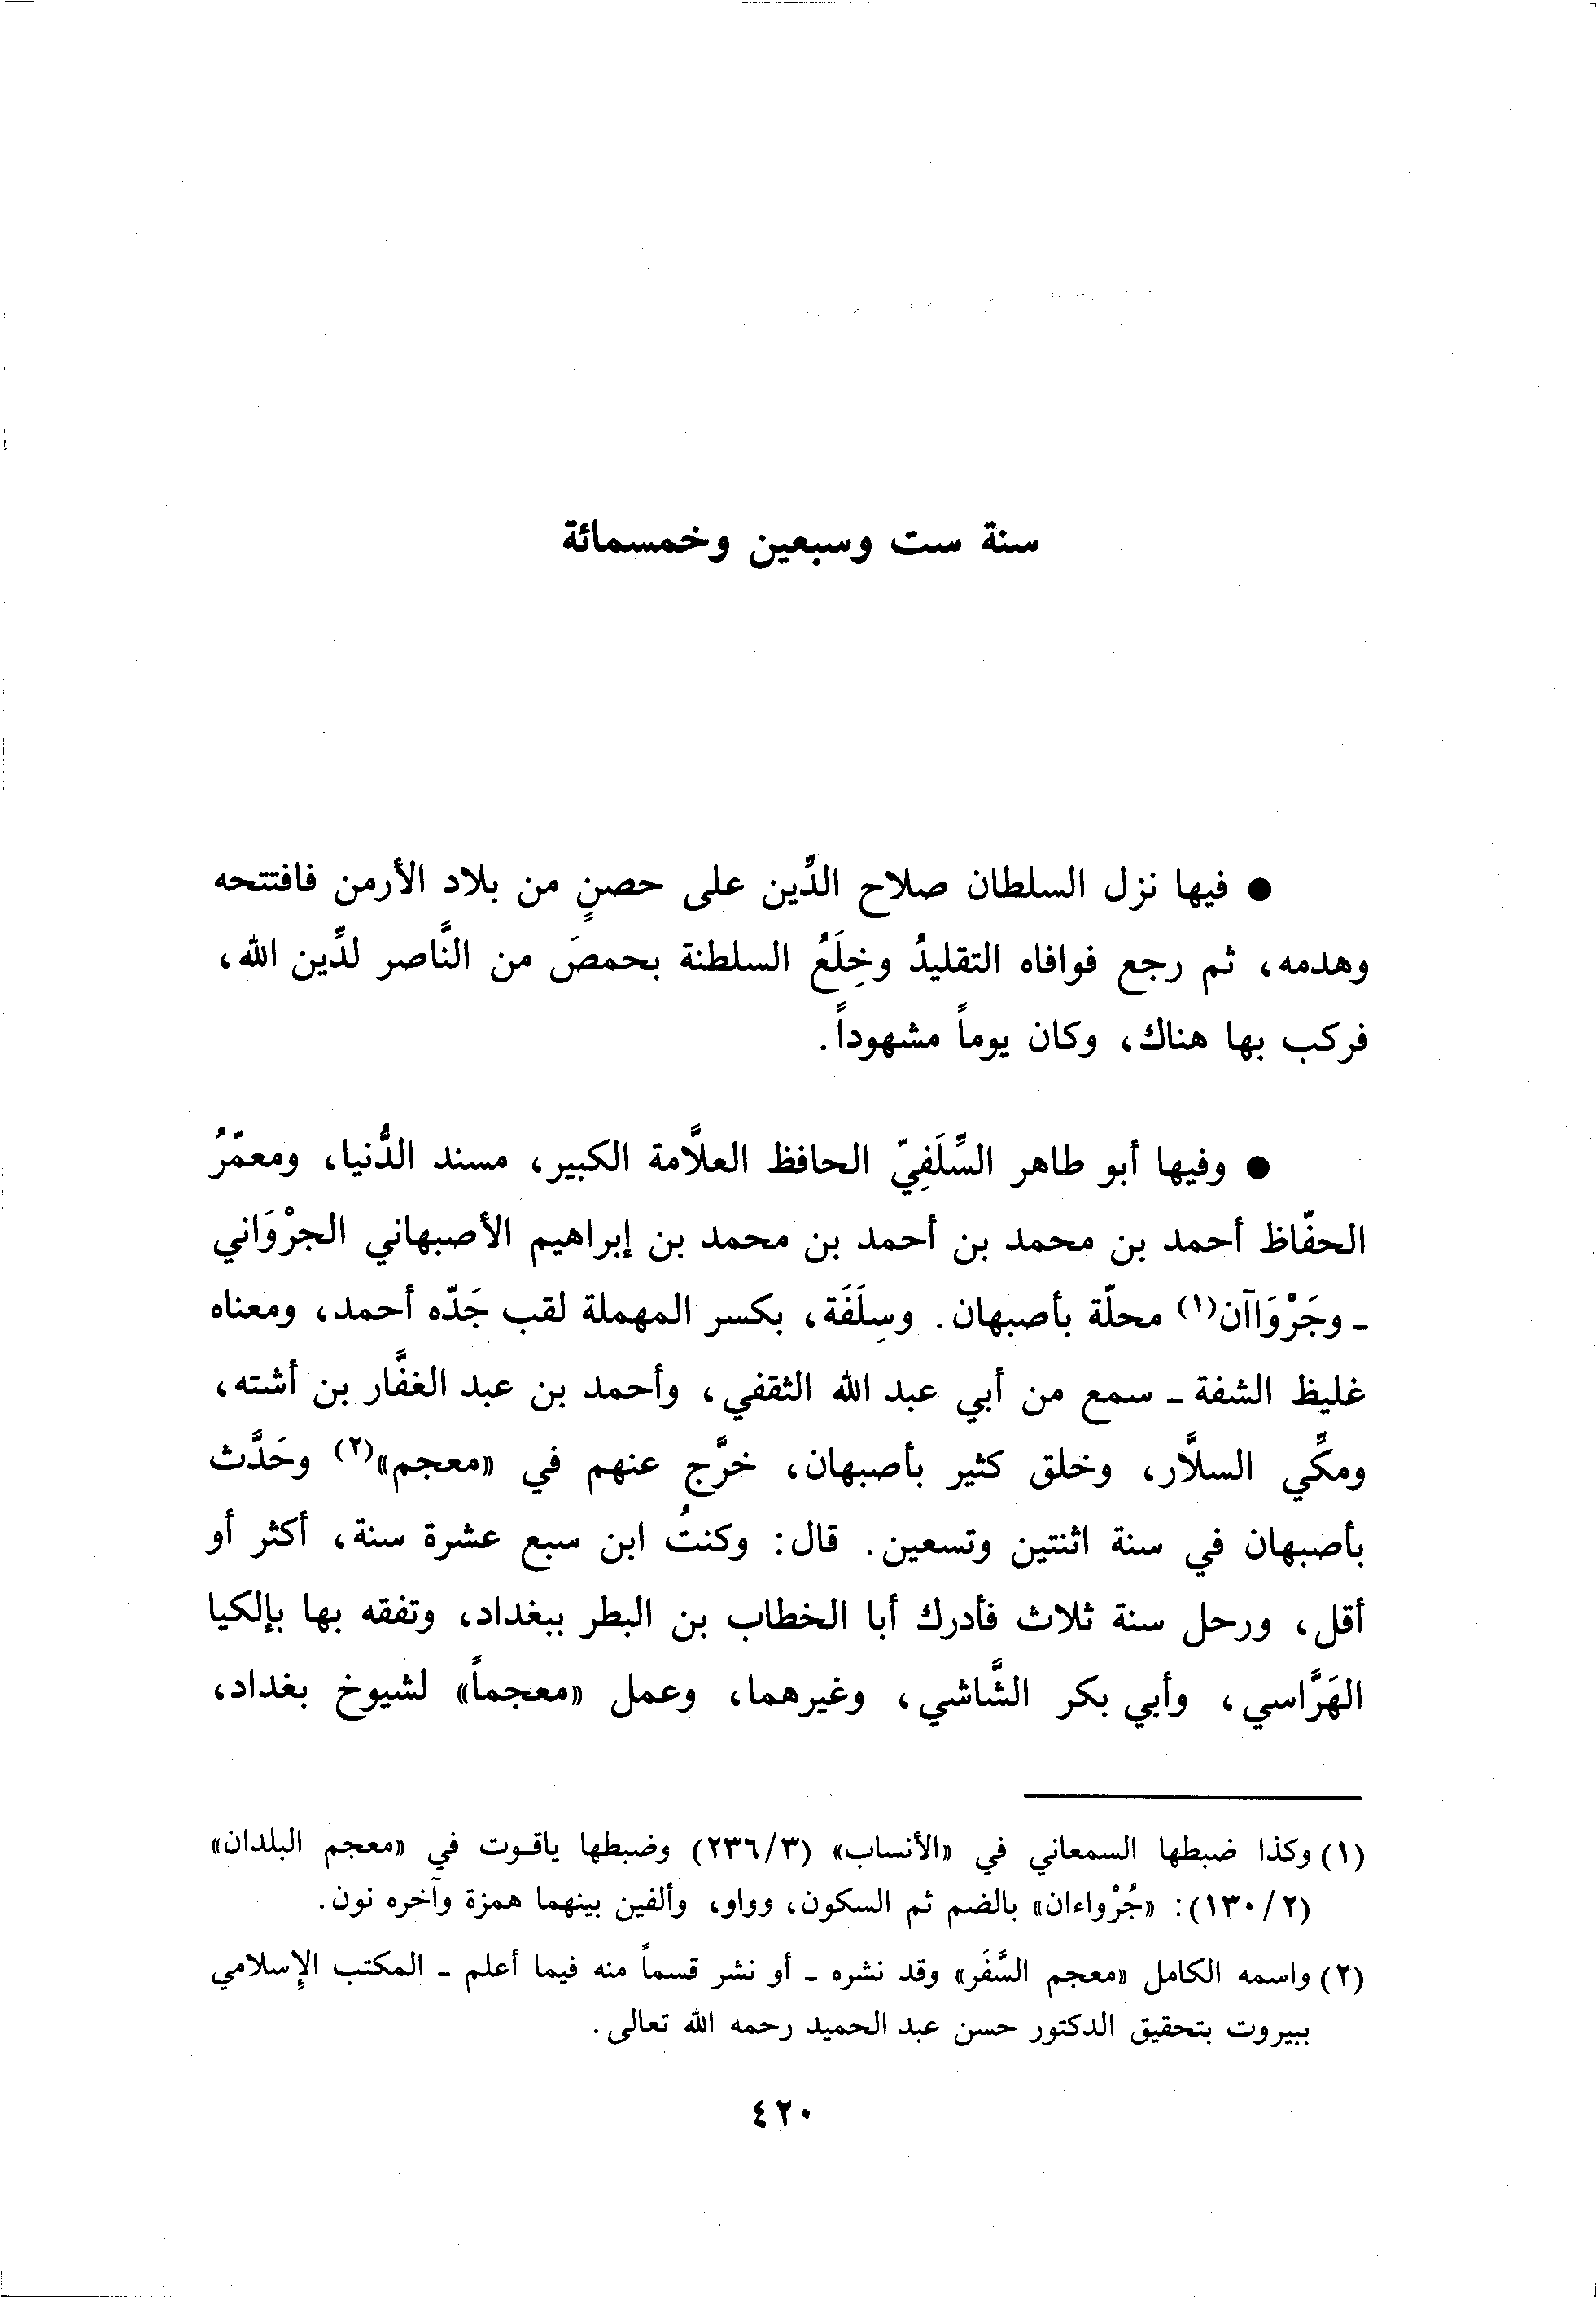 سنة ست وسبعين وخمسمائة
● فيها نزل السلطان صلاح الدِّين على حصنٍ من بلاد الأرمن فافتتحه
وهدمه، ثم رجع فوافاه التقليدُ وخِلَعُ السلطنة بحمصَ من النَّاصر لدِّين الله،
فركب بها هناك، وكان يوماً مشهوداً.
● وفيها أبو طاهر السِّلَفِيّ الحافظ العلاَّمة الكبير، مسند الدُّنيا، ومعمّرُ
الحفّاظ أحمد بن محمد بن أحمد بن محمد بن إبراهيم الأصبهاني الجرْوَاني
ـ وجَرْوَاآن(١) محلّة بأصبهان. وسِلَفَة، بكسر المهملة لقب جَدّه أحمد، ومعناه
غليظ الشفة ـ سمع من أبي عبد الله الثقفي، وأحمد بن عبد الغفَّار بن أشته،
ومكِّي السلاَّر، وخلق كثير بأصبهان، خرَّج عنهم في «معجم»(٢) وحَدَّث
بأصبهان في سنة اثنتين وتسعين. قال: وكنتُ ابن سبع عشرة سنة، أكثر أو
أقل، ورحل سنة ثلاث فأدرك أبا الخطاب بن البطر ببغداد، وتفقه بها بإلكيا
الهَرَّاسي، وأبي بكر الشَّاشي، وغيرهما، وعمل «معجماً» لشيوخ بغداد،
(١) وكذا ضبطها السمعاني في «الأنساب» (٢٣٦/٣) وضبطها ياقوت في «معجم البلدان»
(١٣٠/٢): «جُرْواءان» بالضم ثم السكون، وواو، وألفين بينهما همزة وآخره نون.
(٢) واسمه الكامل «معجم السَّفَر» وقد نشره ـ أو نشر قسماً منه فيما أعلم ـ المكتب الإسلامي
ببيروت بتحقيق الدكتور حسن عبد الحميد رحمه الله تعالى.
٤٢٠